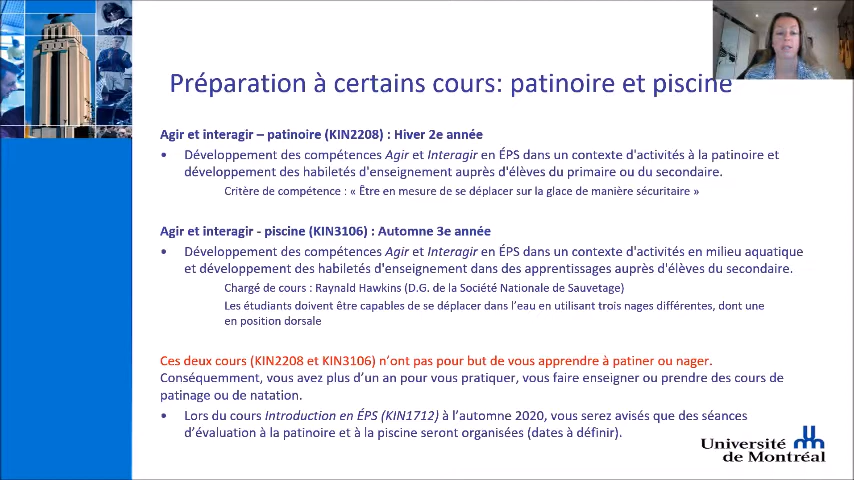 Préparation à certains cours: patinoire et piscine
Agir et interagir – patinoire (KIN2208) : Hiver 2e année
• Développement des compétences Agir et Interagir en ÉPS dans un contexte d'activités à la patinoire et
développement des habiletés d'enseignement auprès d'élèves du primaire ou du secondaire.
Critère de compétence : « Être en mesure de se déplacer sur la glace de manière sécuritaire »
Agir et interagir - piscine (KIN3106) : Automne 3e année
• Développement des compétences Agir et Interagir en ÉPS dans un contexte d'activités en milieu aquatique
et développement des habiletés d'enseignement dans des apprentissages auprès d'élèves du secondaire.
Chargé de cours : Raynald Hawkins (D.G. de la Société Nationale de Sauvetage)
Les étudiants doivent être capables de se déplacer dans l'eau en utilisant trois nages différentes, dont une
en position dorsale
Ces deux cours (KIN2208 et KIN3106) n'ont pas pour but de vous apprendre à patiner ou nager.
Conséquemment, vous avez plus d'un an pour vous pratiquer, vous faire enseigner ou prendre des cours de
patinage ou de natation.
• Lors du cours Introduction en ÉPS (KIN1712) à l'automne 2020, vous serez avisés que des séances
d'évaluation à la patinoire et à la piscine seront organisées (dates à définir).
Université
de Montréal